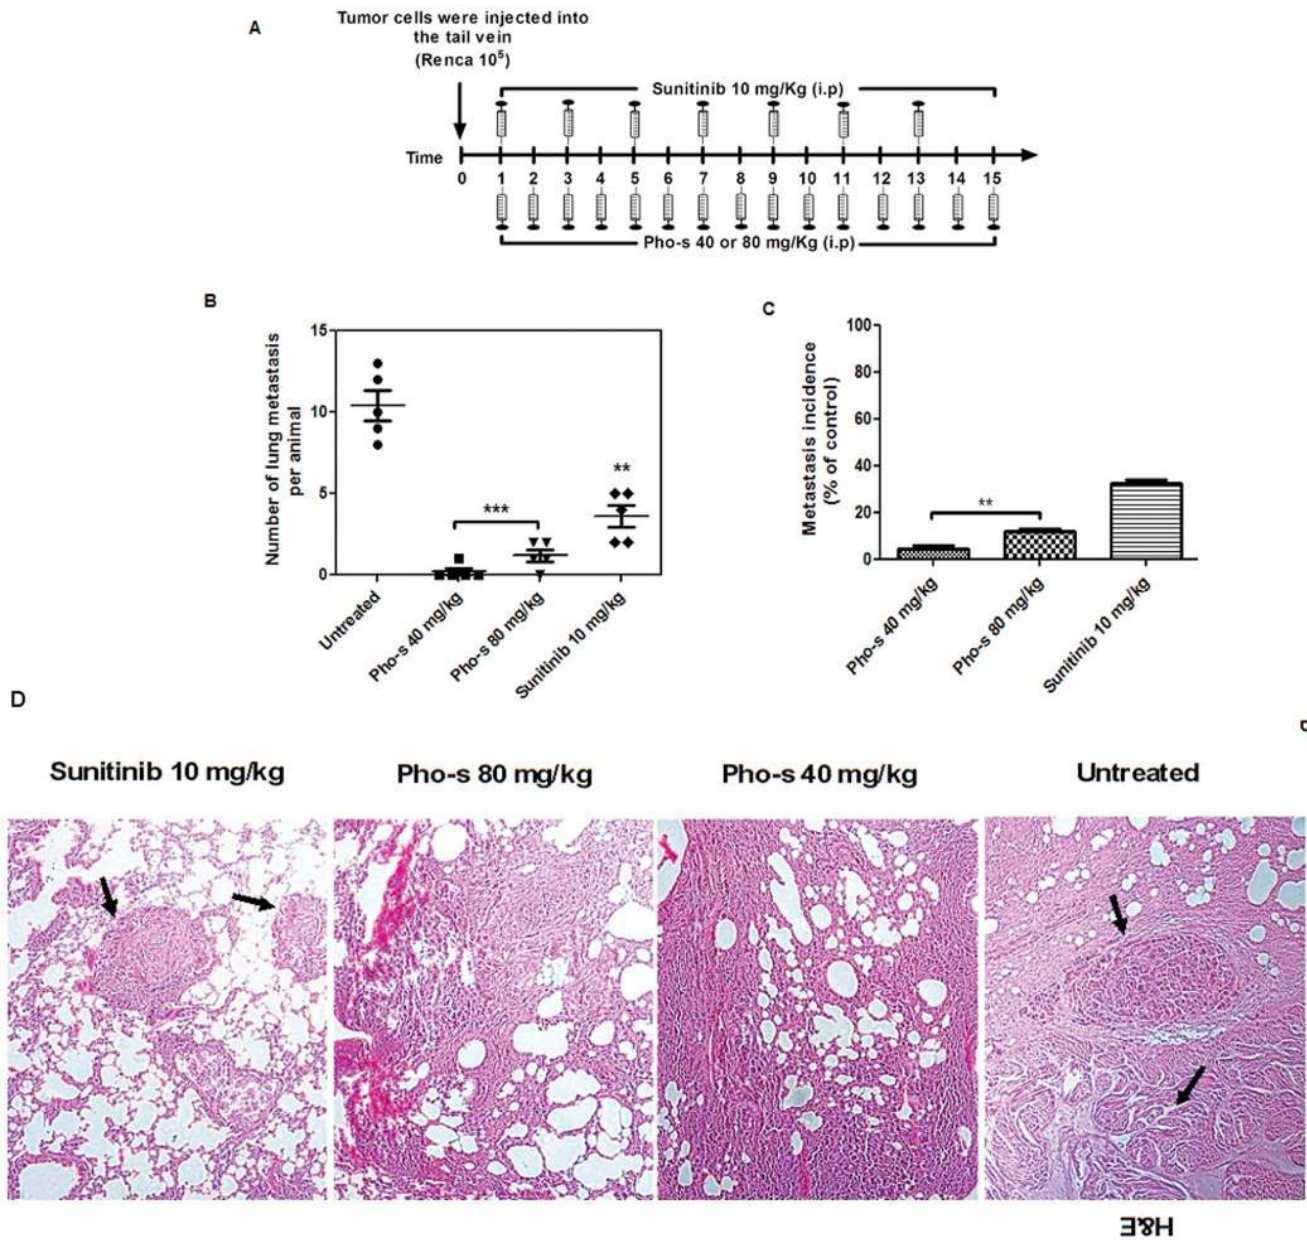 A
Tumor cells were injected into
the tail vein
(Renca 10⁵)
Sunitinib 10 mg/Kg (i.p)
Time
0 1 2 3 4 5 6 7 8 9 10 11 12 13 14 15
Pho-s 40 or 80 mg/Kg (i.p)
B
Number of lung metastasis
per animal
15
10
5
0
***
**
Untreated
Pho-s 40 mg/kg
Pho-s 80 mg/kg
Sunitinib 10 mg/kg
C
Metastasis incidence
(% of control)
100
80
60
40
20
0
**
Pho-s 40 mg/kg
Pho-s 80 mg/kg
Sunitinib 10 mg/kg
D
Sunitinib 10 mg/kg
Pho-s 80 mg/kg
Pho-s 40 mg/kg
Untreated
H&E